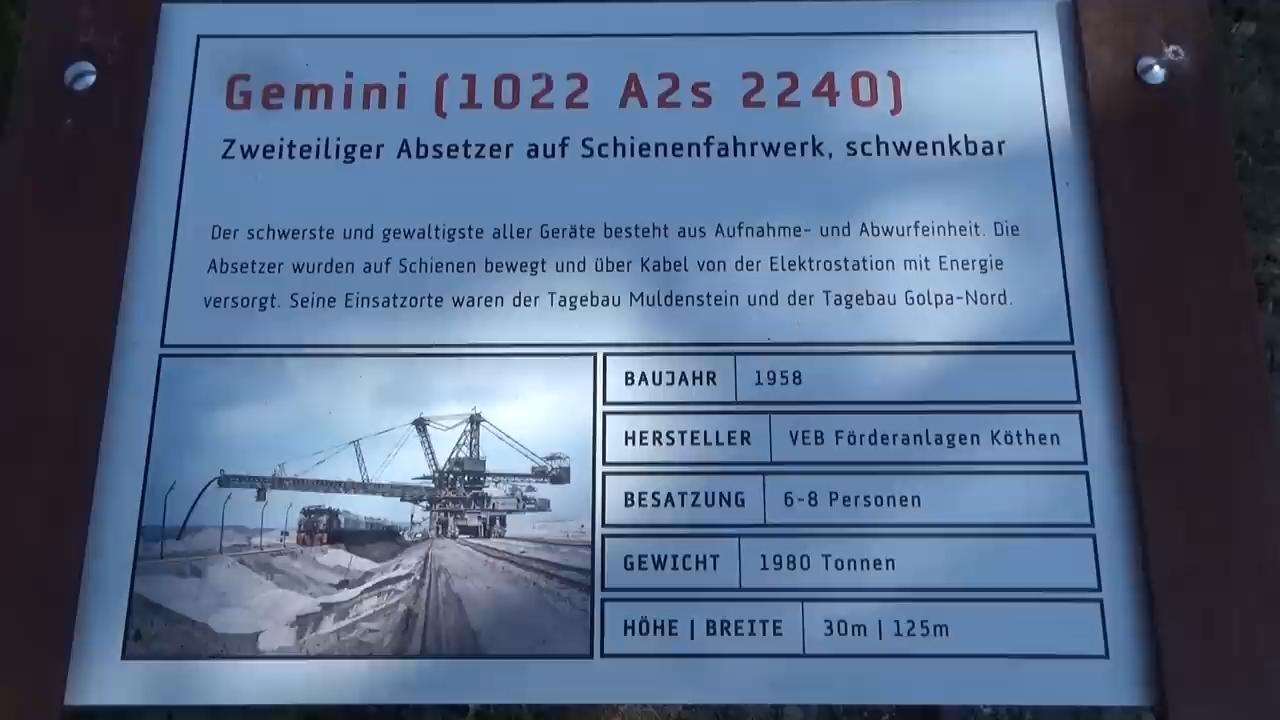 Gemini (1022 A2s 2240)
Zweiteiliger Absetzer auf Schienenfahrwerk, schwenkbar
Der schwerste und gewaltigste aller Geräte besteht aus Aufnahme- und Abwurfeinheit. Die
Absetzer wurden auf Schienen bewegt und über Kabel von der Elektrostation mit Energie
versorgt. Seine Einsatzorte waren der Tagebau Muldenstein und der Tagebau Golpa-Nord.
BAUJAHR 1958
HERSTELLER VEB Förderanlagen Köthen
BESATZUNG 6-8 Personen
GEWICHT 1980 Tonnen
HÖHE | BREITE 30m | 125m